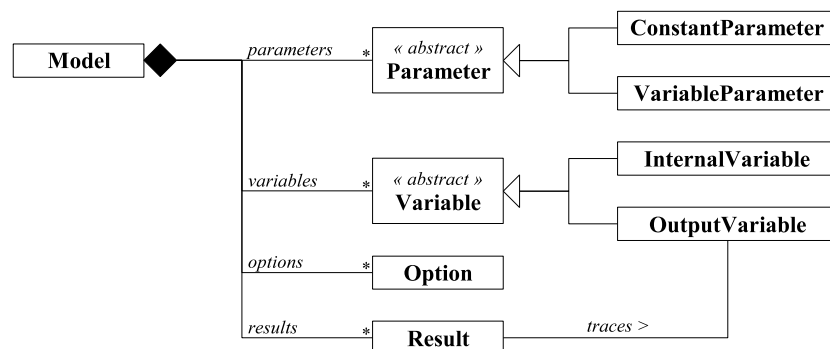 ConstantParameter
parameters
*
« abstract »
Model
Parameter
VariableParameter
InternalVariable
variables
*
« abstract »
Variable
OutputVariable
options
*
Option
results
*
Result
traces >